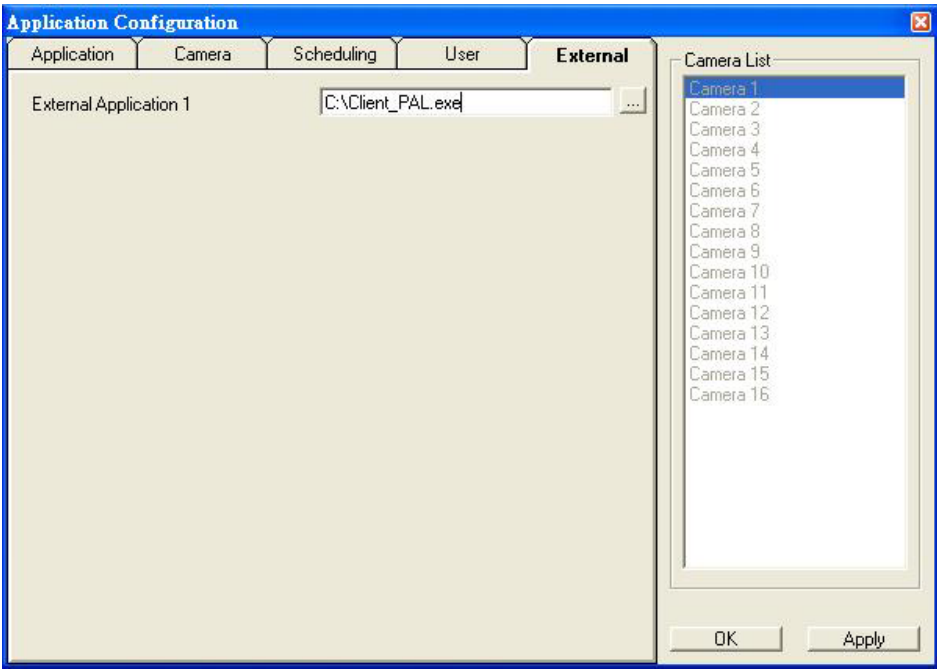 Application Configuration
Application Camera Scheduling User External
External Application 1 C:\Client_PAL.exe ...
Camera List
Camera 1
Camera 2
Camera 3
Camera 4
Camera 5
Camera 6
Camera 7
Camera 8
Camera 9
Camera 10
Camera 11
Camera 12
Camera 13
Camera 14
Camera 15
Camera 16
OK Apply